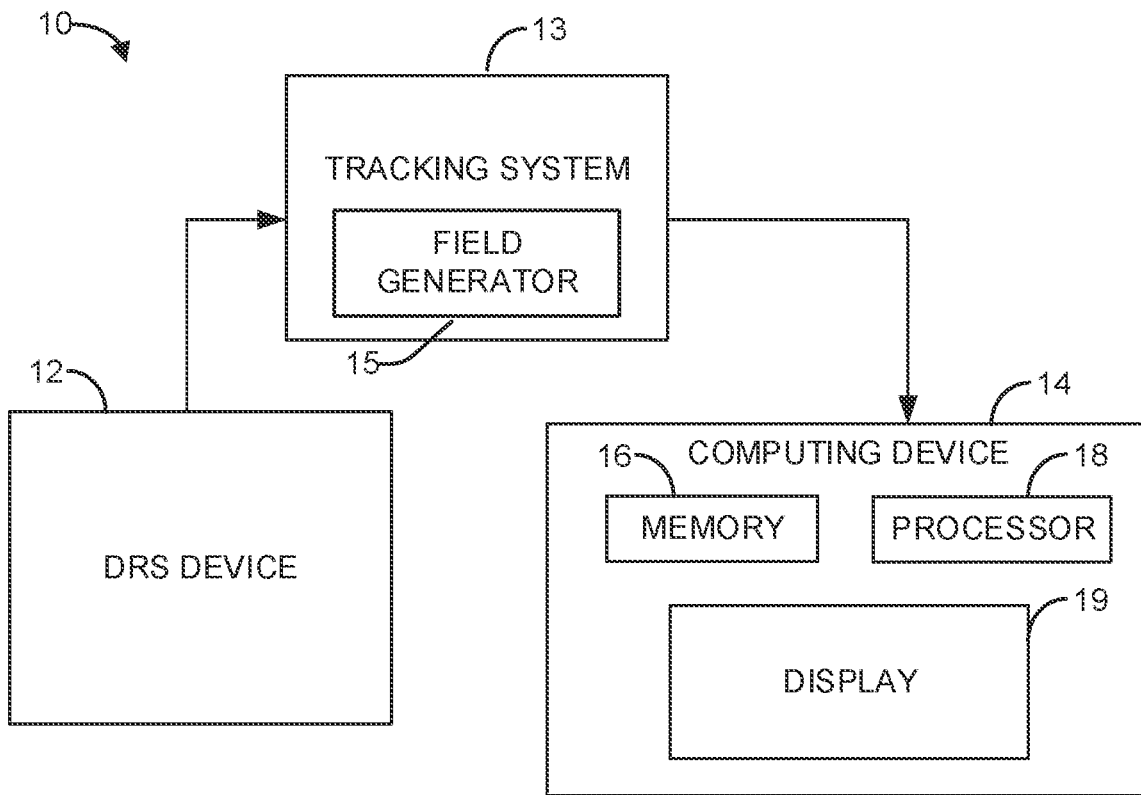 10
13
TRACKING SYSTEM
FIELD
GENERATOR
15
12
DRS DEVICE
14
COMPUTING DEVICE
16
18
MEMORY
PROCESSOR
19
DISPLAY